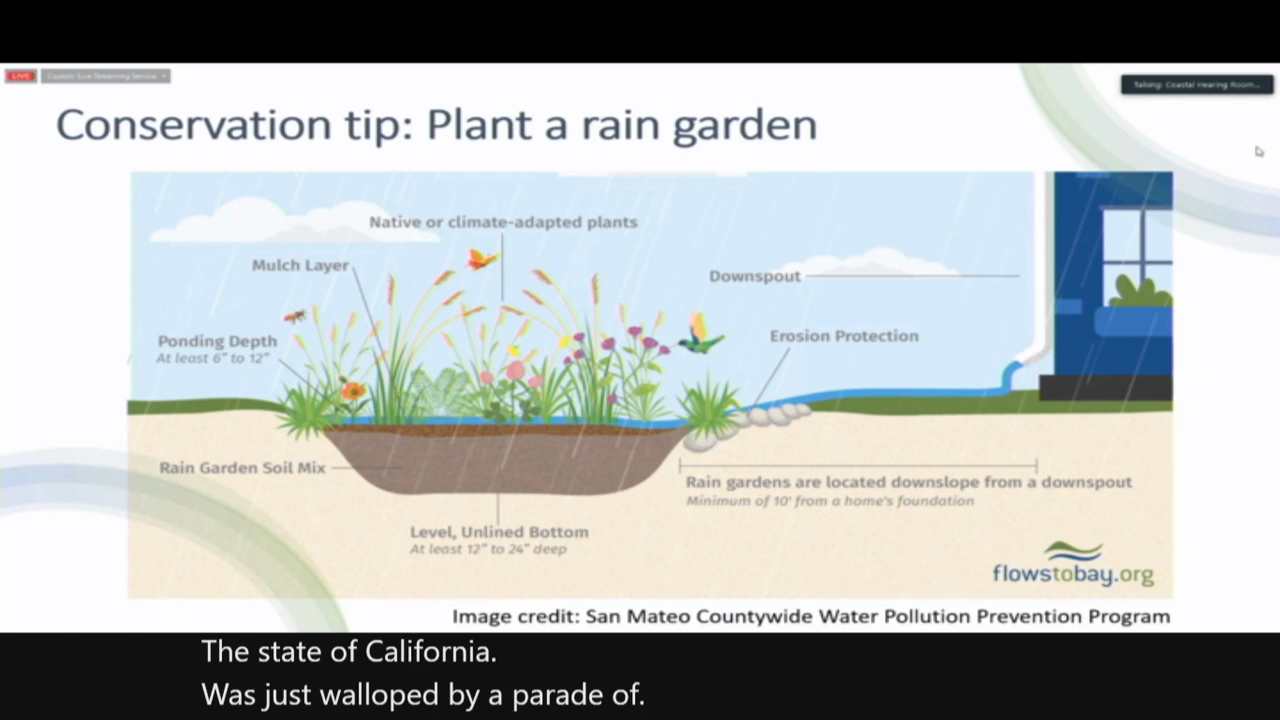 LIVE
Custom Live Streaming Service
Talking: Coastal Hearing Room...
Conservation tip: Plant a rain garden
Native or climate-adapted plants
Mulch Layer
Downspout
Ponding Depth
At least 6" to 12"
Erosion Protection
Rain Garden Soil Mix
Rain gardens are located downslope from a downspout
Minimum of 10' from a home's foundation
Level, Unlined Bottom
At least 12" to 24" deep
flowstobay.org
Image credit: San Mateo Countywide Water Pollution Prevention Program
The state of California.
Was just walloped by a parade of.